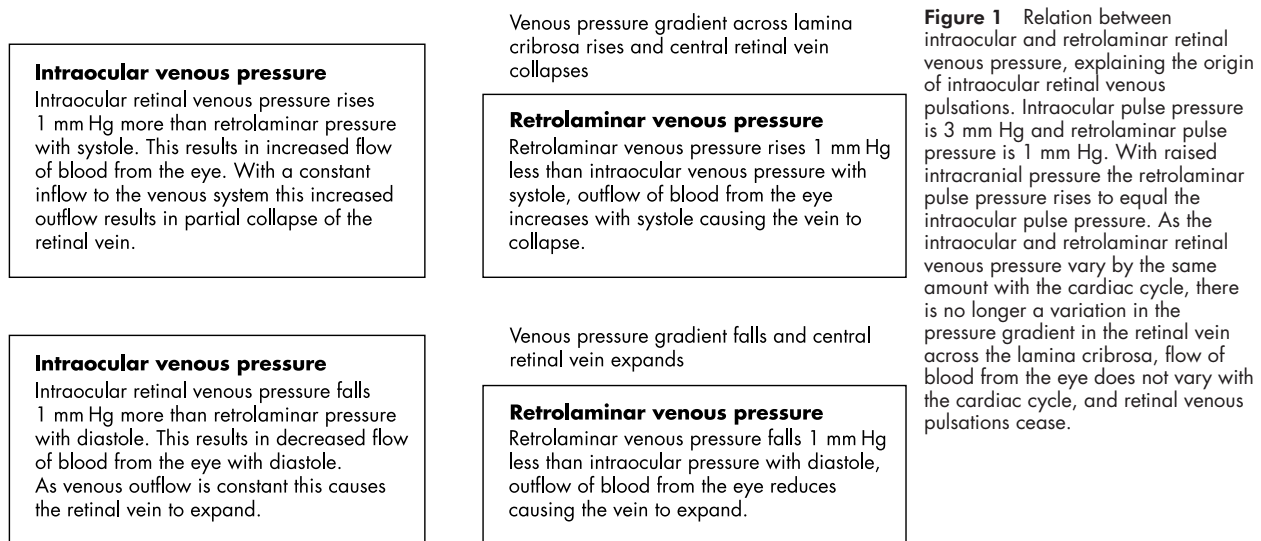 Intraocular venous pressure
Intraocular retinal venous pressure rises
1 mm Hg more than retrolaminar pressure
with systole. This results in increased flow
of blood from the eye. With a constant
inflow to the venous system this increased
outflow results in partial collapse of the
retinal vein.
Venous pressure gradient across lamina
cribrosa rises and central retinal vein
collapses
Retrolaminar venous pressure
Retrolaminar venous pressure rises 1 mm Hg
less than intraocular venous pressure with
systole, outflow of blood from the eye
increases with systole causing the vein to
collapse.
Intraocular venous pressure
Intraocular retinal venous pressure falls
1 mm Hg more than retrolaminar pressure
with diastole. This results in decreased flow
of blood from the eye with diastole.
As venous outflow is constant this causes
the retinal vein to expand.
Venous pressure gradient falls and central
retinal vein expands
Retrolaminar venous pressure
Retrolaminar venous pressure falls 1 mm Hg
less than intraocular pressure with diastole,
outflow of blood from the eye reduces
causing the vein to expand.
Figure 1 Relation between
intraocular and retrolaminar retinal
venous pressure, explaining the origin
of intraocular retinal venous
pulsations. Intraocular pulse pressure
is 3 mm Hg and retrolaminar pulse
pressure is 1 mm Hg. With raised
intracranial pressure the retrolaminar
pulse pressure rises to equal the
intraocular pulse pressure. As the
intraocular and retrolaminar retinal
venous pressure vary by the same
amount with the cardiac cycle, there
is no longer a variation in the
pressure gradient in the retinal vein
across the lamina cribrosa, flow of
blood from the eye does not vary with
the cardiac cycle, and retinal venous
pulsations cease.